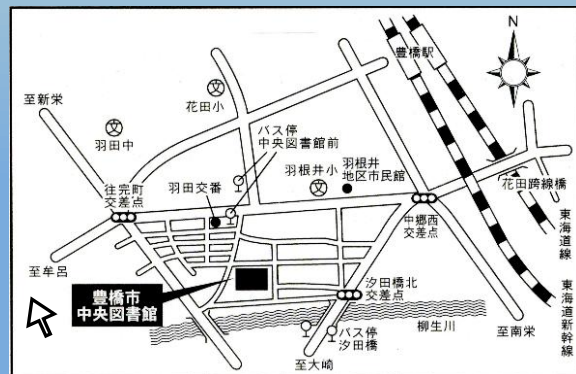 N
豊橋駅
至新栄
文
花田小
文
羽田中
バス停
中央図書館前
羽根井小
文
羽根井
地区市民館
羽田交番
往完町
交差点
花田跨線橋
中郷西
交差点
東海道線
東海道新幹線
至牟呂
豊橋市
中央図書館
汐田橋北
交差点
柳生川
至南栄
バス停
汐田橋
至大崎